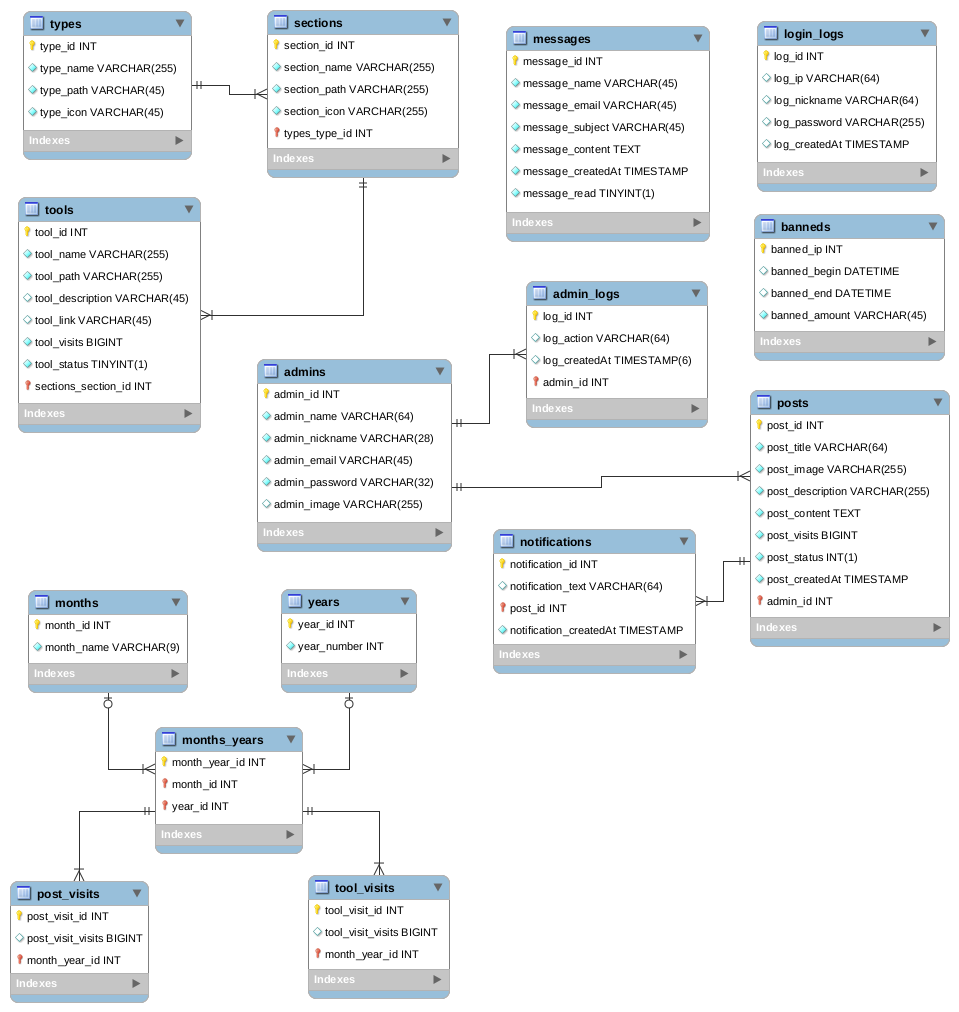 types
type_id INT
type_name VARCHAR(255)
type_path VARCHAR(45)
type_icon VARCHAR(45)
Indexes
sections
section_id INT
section_name VARCHAR(255)
section_path VARCHAR(255)
section_icon VARCHAR(255)
types_type_id INT
Indexes
messages
message_id INT
message_name VARCHAR(45)
message_email VARCHAR(45)
message_subject VARCHAR(45)
message_content TEXT
message_createdAt TIMESTAMP
message_read TINYINT(1)
Indexes
login_logs
log_id INT
log_ip VARCHAR(64)
log_nickname VARCHAR(64)
log_password VARCHAR(255)
log_createdAt TIMESTAMP
Indexes
tools
tool_id INT
tool_name VARCHAR(255)
tool_path VARCHAR(255)
tool_description VARCHAR(45)
tool_link VARCHAR(45)
tool_visits BIGINT
tool_status TINYINT(1)
sections_section_id INT
Indexes
banneds
banned_ip INT
banned_begin DATETIME
banned_end DATETIME
banned_amount VARCHAR(45)
Indexes
admin_logs
log_id INT
log_action VARCHAR(64)
log_createdAt TIMESTAMP(6)
admin_id INT
Indexes
admins
admin_id INT
admin_name VARCHAR(64)
admin_nickname VARCHAR(28)
admin_email VARCHAR(45)
admin_password VARCHAR(32)
admin_image VARCHAR(255)
Indexes
posts
post_id INT
post_title VARCHAR(64)
post_image VARCHAR(255)
post_description VARCHAR(255)
post_content TEXT
post_visits BIGINT
post_status INT(1)
post_createdAt TIMESTAMP
admin_id INT
Indexes
notifications
notification_id INT
notification_text VARCHAR(64)
post_id INT
notification_createdAt TIMESTAMP
Indexes
months
month_id INT
month_name VARCHAR(9)
Indexes
years
year_id INT
year_number INT
Indexes
months_years
month_year_id INT
month_id INT
year_id INT
Indexes
post_visits
post_visit_id INT
post_visit_visits BIGINT
month_year_id INT
Indexes
tool_visits
tool_visit_id INT
tool_visit_visits BIGINT
month_year_id INT
Indexes